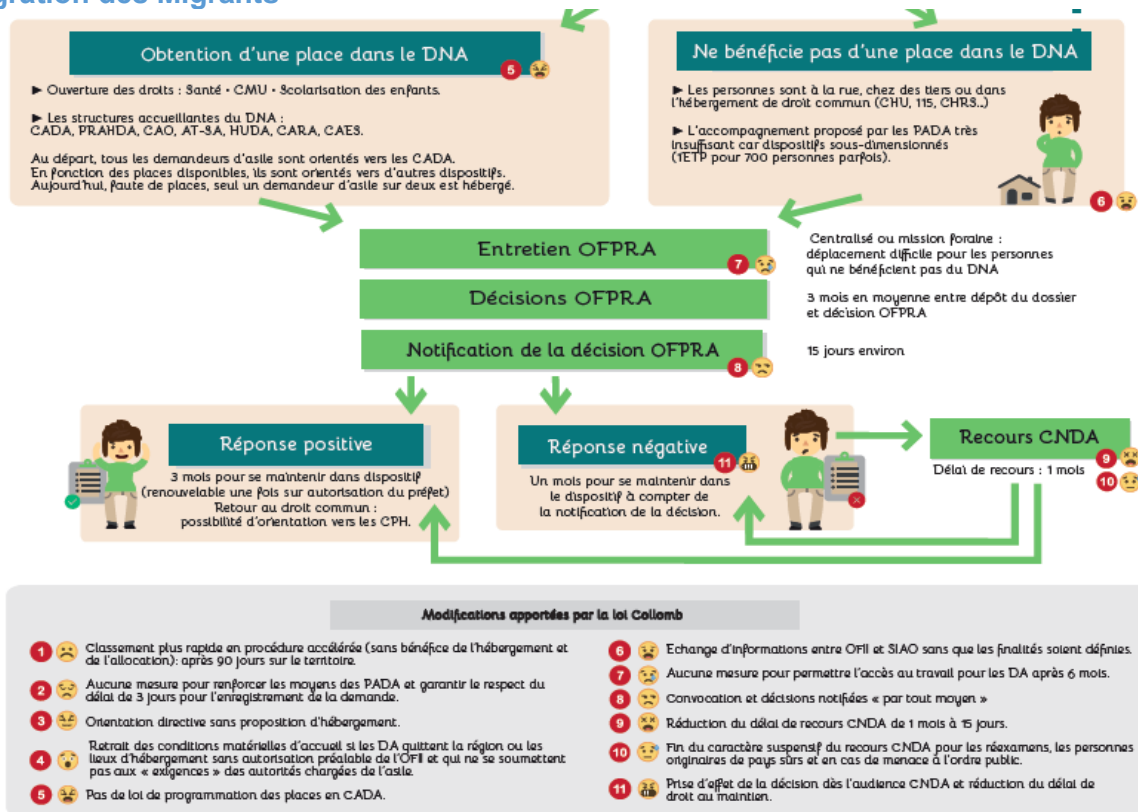 gration des Migrants
Obtention d'une place dans le DNA
5
► Ouverture des droits : Santé • CMU • Scolarisation des enfants.
► Les structures accueillantes du DNA :
CADA, PRAHDA, CAO, AT-SA, HUDA, CARA, CAES.
Au départ, tous les demandeurs d'asile sont orientés vers les CADA.
En fonction des places disponibles, ils sont orientés vers d'autres dispositifs.
Aujourd'hui, faute de places, seul un demandeur d'asile sur deux est hébergé.
Ne bénéficie pas d'une place dans le DNA
► Les personnes sont à la rue, chez des tiers ou dans
l'hébergement de droit commun (CHU, 115, CHRS..)
► L'accompagnement proposé par les PADA très
insuffisant car dispositifs sous-dimensionnés
(1ETP pour 700 personnes parfois).
6
Entretien OFPRA
7
Centralisé ou mission foraine :
déplacement difficile pour les personnes
qui ne bénéficient pas du DNA
Décisions OFPRA
3 mois en moyenne entre dépôt du dossier
et décision OFPRA
Notification de la décision OFPRA
8
15 jours environ
Réponse positive
3 mois pour se maintenir dans dispositif
(renouvelable une fois sur autorisation du préfet)
Retour au droit commun :
possibilité d'orientation vers les CPH.
Réponse négative
11
Un mois pour se maintenir dans
le dispositif à compter de
la notification de la décision.
Recours CNDA
9
Délai de recours : 1 mois
10
Modifications apportées par la loi Collomb
1 Classement plus rapide en procédure accélérée (sans bénéfice de l'hébergement et
de l'allocation): après 90 jours sur le territoire.
2 Aucune mesure pour renforcer les moyens des PADA et garantir le respect du
délai de 3 jours pour l'enregistrement de la demande.
3 Orientation directive sans proposition d'hébergement.
4 Retrait des conditions matérielles d'accueil si les DA quittent la région ou les
lieux d'hébergement sans autorisation préalable de l'OFII et qui ne se soumettent
pas aux « exigences » des autorités chargées de l'asile.
5 Pas de loi de programmation des places en CADA.
6 Echange d'informations entre OFII et SIAO sans que les finalités soient définies.
7 Aucune mesure pour permettre l'accès au travail pour les DA après 6 mois.
8 Convocation et décisions notifiées « par tout moyen »
9 Réduction du délai de recours CNDA de 1 mois à 15 jours.
10 Fin du caractère suspensif du recours CNDA pour les réexamens, les personnes
originaires de pays sûrs et en cas de menace à l'ordre public.
11 Prise d'effet de la décision dès l'audience CNDA et réduction du délai de
droit au maintien.